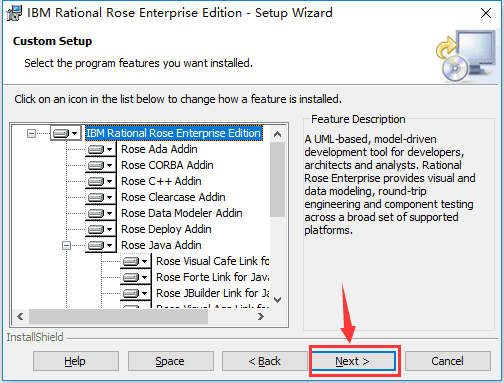 IBM Rational Rose Enterprise Edition - Setup Wizard
Custom Setup
Select the program features you want installed.
Click on an icon in the list below to change how a feature is installed.
IBM Rational Rose Enterprise Edition
Rose Ada Addin
Rose CORBA Addin
Rose C++ Addin
Rose Clearcase Addin
Rose Data Modeler Addin
Rose Deploy Addin
Rose Java Addin
Rose Visual Cafe Link fo
Rose Forte Link for Java
Rose JBuilder Link for Ja
Rose Visual Age Link for
Feature Description
A UML-based, model-driven
development tool for developers,
architects and analysts. Rational
Rose Enterprise provides visual and
data modeling, round-trip
engineering and component testing
across a broad set of supported
platforms.
InstallShield
Help
Space
< Back
Next >
Cancel